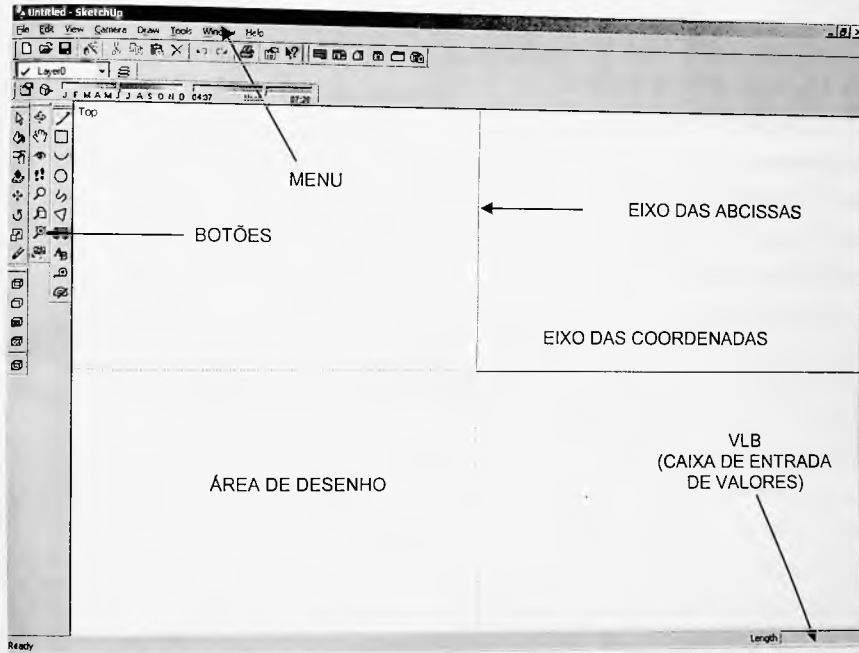 Untitled - SketchUp
File Edit View Camera Draw Tools Window Help
Layer0
J F M A M J J A S O N D 04:37 07:28
Top
MENU
EIXO DAS ABCISSAS
BOTÕES
EIXO DAS COORDENADAS
VLB
(CAIXA DE ENTRADA
DE VALORES)
ÁREA DE DESENHO
Length
Ready